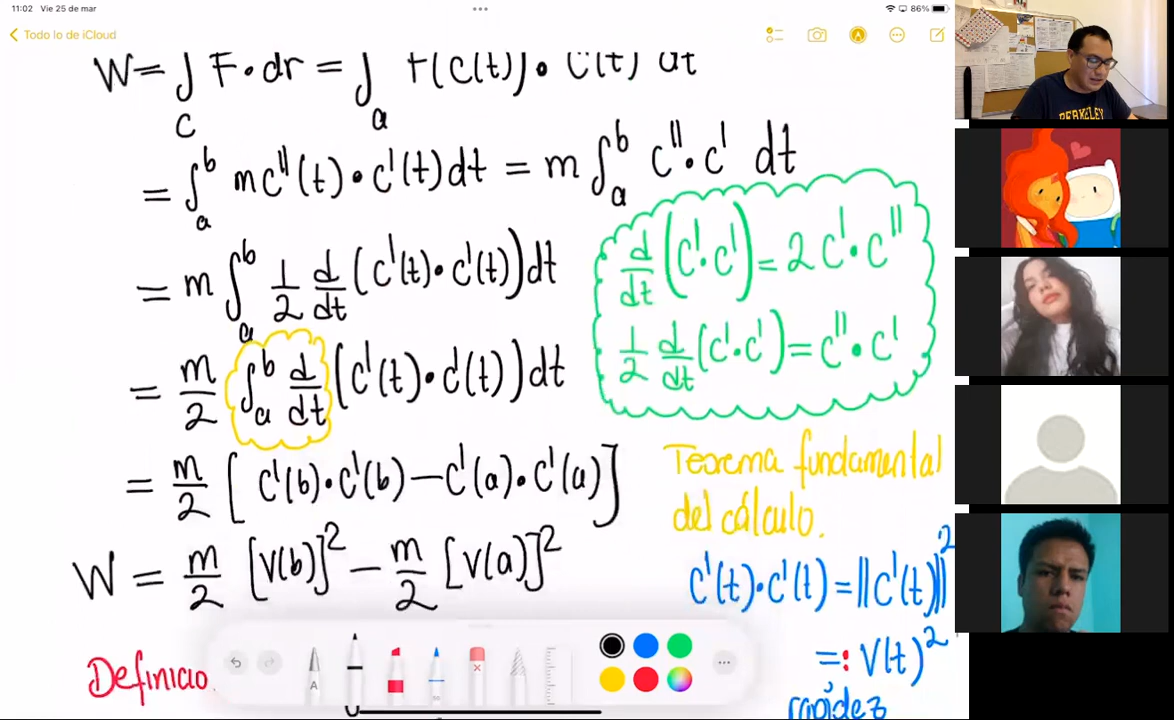 11:02 Vie 25 de mar
86%
Todo lo de iCloud
W = ∫_C F · dr = ∫_a F(c(t)) · c'(t) dt
= ∫_a^b mc''(t) · c'(t) dt = m ∫_a^b c'' · c' dt
= m ∫_a^b 1/2 d/dt (c'(t) · c'(t)) dt
d/dt (c' · c') = 2 c' · c''
1/2 d/dt (c' · c') = c'' · c'
= m/2 ∫_a^b d/dt (c'(t) · c'(t)) dt
= m/2 [ c'(b) · c'(b) − c'(a) · c'(a) ]
Teorema fundamental
del cálculo.
W = m/2 [v(b)]^2 − m/2 [v(a)]^2
c'(t) · c'(t) = ||c'(t)||^2
=: v(t)^2
rapidez
Definicio
A
BERKELEY